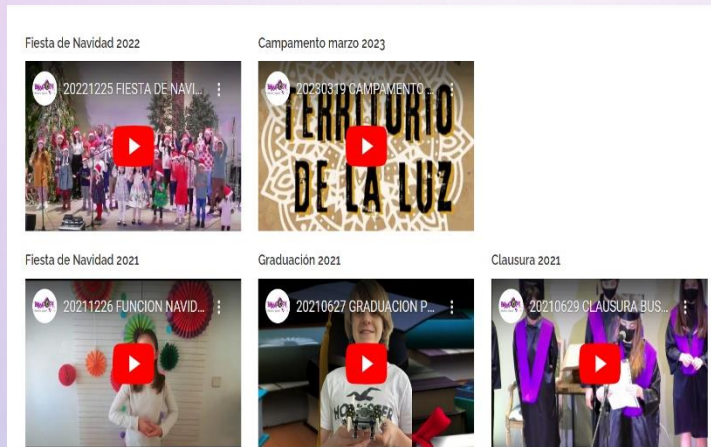 Fiesta de Navidad 2022
Campamento marzo 2023
20221225 FIESTA DE NAVI...
20230319 CAMPAMENTO ...
TERRITORIO
DE LA LUZ
Fiesta de Navidad 2021
Graduación 2021
Clausura 2021
20211226 FUNCION NAVID...
20210627 GRADUACION P...
20210629 CLAUSURA BUS...
HOLLISTER